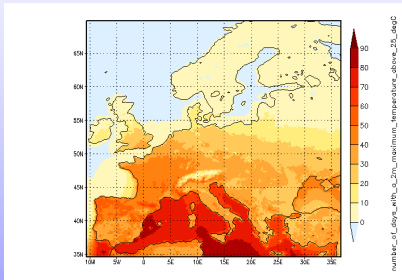 65N
60N
55N
50N
45N
40N
35N
10W 5W 0 5E 10E 15E 20E 25E 30E 35E
90
80
70
60
50
40
30
20
10
0
number_of_days_with_a_2m_maximum_temperature_above_25_degC